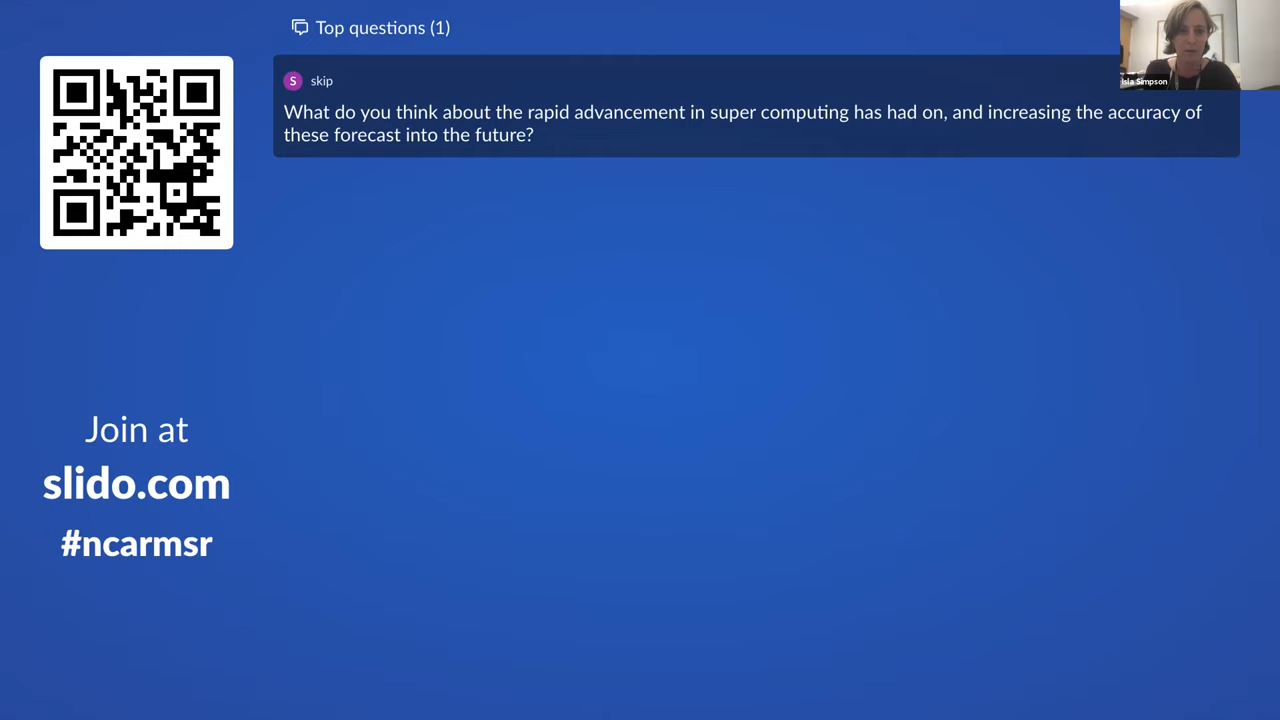 Top questions (1)
Isla Simpson
S skip
What do you think about the rapid advancement in super computing has had on, and increasing the accuracy of
these forecast into the future?
Join at
slido.com
#ncarmsr